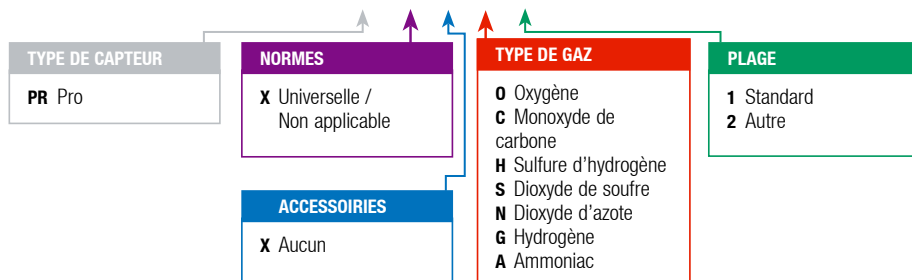 TYPE DE CAPTEUR
PR Pro
NORMES
X Universelle /
Non applicable
ACCESSOIRIES
X Aucun
TYPE DE GAZ
O Oxygène
C Monoxyde de
carbone
H Sulfure d'hydrogène
S Dioxyde de soufre
N Dioxyde d'azote
G Hydrogène
A Ammoniac
PLAGE
1 Standard
2 Autre